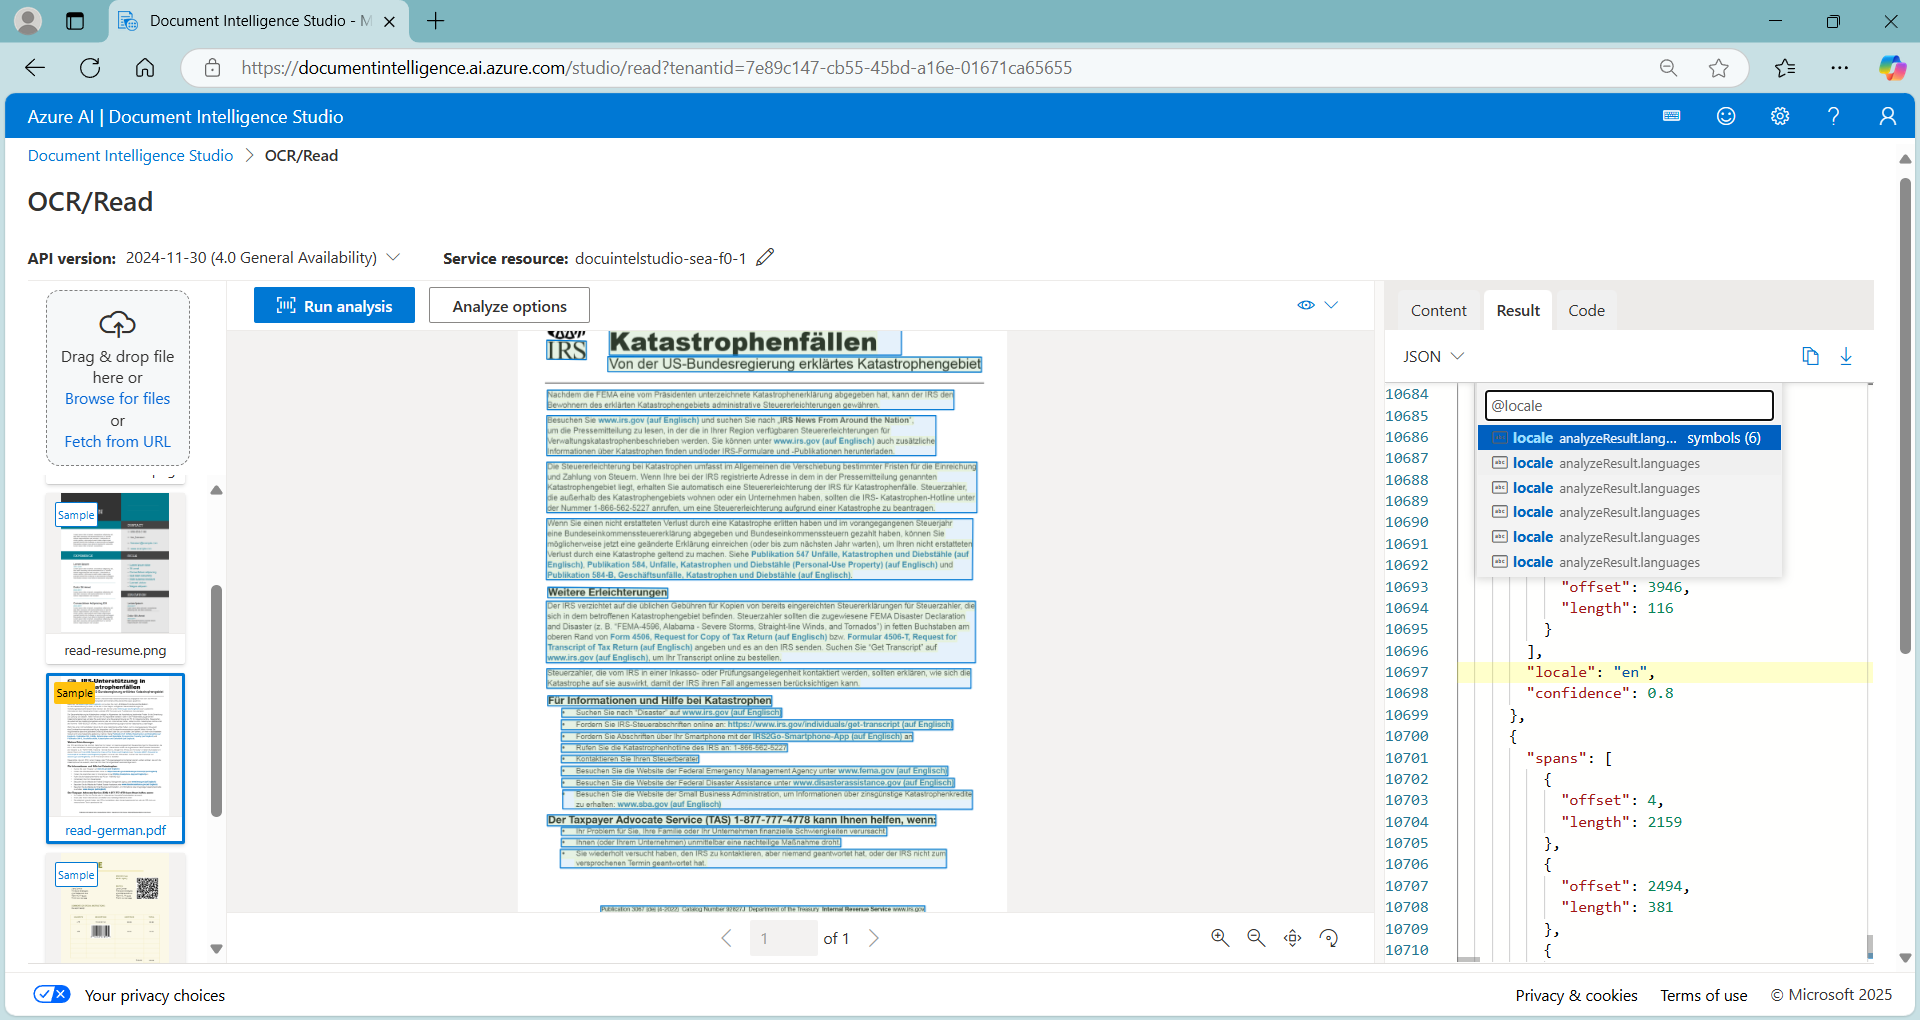 Document Intelligence Studio - M
https://documentintelligence.ai.azure.com/studio/read?tenantid=7e89c147-cb55-45bd-a16e-01671ca65655
Azure AI | Document Intelligence Studio
Document Intelligence Studio > OCR/Read
OCR/Read
API version: 2024-11-30 (4.0 General Availability)
Service resource: docuintelstudio-sea-f0-1
Drag & drop file
here or
Browse for files
or
Fetch from URL
Sample
read-resume.png
Sample
IRS-Unterstützung in
read-german.pdf
Sample
Run analysis
Analyze options
IRS
Katastrophenfällen
Von der US-Bundesregierung erklärtes Katastrophengebiet
Nachdem die FEMA eine vom Präsidenten unterzeichnete Katastrophenerklärung abgegeben hat, kann der IRS den
Bewohnern des erklärten Katastrophengebiets administrative Steuererleichterungen gewähren.
Besuchen Sie www.irs.gov (auf Englisch) und suchen Sie nach „IRS News From Around the Nation",
um die Pressemitteilung zu lesen, in der die in Ihrer Region verfügbaren Steuererleichterungen für
Verwaltungskatastrophenbeschrieben werden. Sie können unter www.irs.gov (auf Englisch) auch zusätzliche
Informationen über Katastrophen finden und/oder IRS-Formulare und -Publikationen herunterladen.
Die Steuererleichterung bei Katastrophen umfasst im Allgemeinen die Verschiebung bestimmter Fristen für die Einreichung
und Zahlung von Steuern. Wenn Ihre bei der IRS registrierte Adresse in dem in der Pressemitteilung genannten
Katastrophengebiet liegt, erhalten Sie automatisch eine Steuererleichterung der IRS für Katastrophenfälle. Steuerzahler,
die außerhalb des Katastrophengebiets wohnen oder ein Unternehmen haben, sollten die IRS- Katastrophen-Hotline unter
der Nummer 1-866-562-5227 anrufen, um eine Steuererleichterung aufgrund einer Katastrophe zu beantragen.
Wenn Sie einen nicht erstatteten Verlust durch eine Katastrophe erlitten haben und im vorangegangenen Steuerjahr
eine Bundeseinkommenssteuererklärung abgegeben und Bundeseinkommenssteuern gezahlt haben, können Sie
möglicherweise jetzt eine geänderte Erklärung einreichen (oder bis zum nächsten Jahr warten), um Ihren nicht erstatteten
Verlust durch eine Katastrophe geltend zu machen. Siehe Publikation 547 Unfälle, Katastrophen und Diebstähle (auf
Englisch), Publikation 584, Unfälle, Katastrophen und Diebstähle (Personal-Use Property) (auf Englisch) und
Publikation 584-B, Geschäftsunfälle, Katastrophen und Diebstähle (auf Englisch).
Weitere Erleichterungen
Der IRS verzichtet auf die üblichen Gebühren für Kopien von bereits eingereichten Steuererklärungen für Steuerzahler, die
sich in dem betroffenen Katastrophengebiet befinden. Steuerzahler sollten die zugewiesene FEMA Disaster Declaration
and Disaster (z. B. "FEMA-4596, Alabama - Severe Storms, Straight-line Winds, and Tornados") in fetten Buchstaben am
oberen Rand von Form 4506, Request for Copy of Tax Return (auf Englisch) bzw. Formular 4506-T, Request for
Transcript of Tax Return (auf Englisch) angeben und es an den IRS senden. Suchen Sie "Get Transcript" auf
www.irs.gov (auf Englisch), um Ihr Transcript online zu bestellen.
Steuerzahler, die vom IRS in einer Inkasso- oder Prüfungsangelegenheit kontaktiert werden, sollten erklären, wie sich die
Katastrophe auf sie auswirkt, damit der IRS ihren Fall angemessen berücksichtigen kann.
Für Informationen und Hilfe bei Katastrophen
• Suchen Sie nach "Disaster" auf www.irs.gov (auf Englisch)
• Fordern Sie IRS-Steuerabschriften online an: https://www.irs.gov/individuals/get-transcript (auf Englisch)
• Fordern Sie Abschriften über Ihr Smartphone mit der IRS2Go-Smartphone-App (auf Englisch) an
• Rufen Sie die Katastrophenhotline des IRS an: 1-866-562-5227
• Kontaktieren Sie Ihren Steuerberater
• Besuchen Sie die Website der Federal Emergency Management Agency unter www.fema.gov (auf Englisch)
• Besuchen Sie die Website der Federal Disaster Assistance unter www.disasterassistance.gov (auf Englisch)
• Besuchen Sie die Website der Small Business Administration, um Informationen über zinsgünstige Katastrophenkredite
zu erhalten: www.sba.gov (auf Englisch)
Der Taxpayer Advocate Service (TAS) 1-877-777-4778 kann Ihnen helfen, wenn:
• Ihr Problem für Sie, Ihre Familie oder Ihr Unternehmen finanzielle Schwierigkeiten verursacht.
• Ihnen (oder Ihrem Unternehmen) unmittelbar eine nachteilige Maßnahme droht.
• Sie wiederholt versucht haben, den IRS zu kontaktieren, aber niemand geantwortet hat, oder der IRS nicht zum
versprochenen Termin geantwortet hat.
Publication 3067 (de) (8-2022) Catalog Number 92627J Department of the Treasury Internal Revenue Service www.irs.gov
1 of 1
Content
Result
Code
JSON
@locale
locale analyzeResult.lang... symbols (6)
locale analyzeResult.languages
locale analyzeResult.languages
locale analyzeResult.languages
locale analyzeResult.languages
locale analyzeResult.languages
10684
10685
10686
10687
10688
10689
10690
10691
10692
10693 "offset": 3946,
10694 "length": 116
10695 }
10696 ],
10697 "locale": "en",
10698 "confidence": 0.8
10699 },
10700 {
10701 "spans": [
10702 {
10703 "offset": 4,
10704 "length": 2159
10705 },
10706 {
10707 "offset": 2494,
10708 "length": 381
10709 },
10710 {
Your privacy choices
Privacy & cookies
Terms of use
© Microsoft 2025